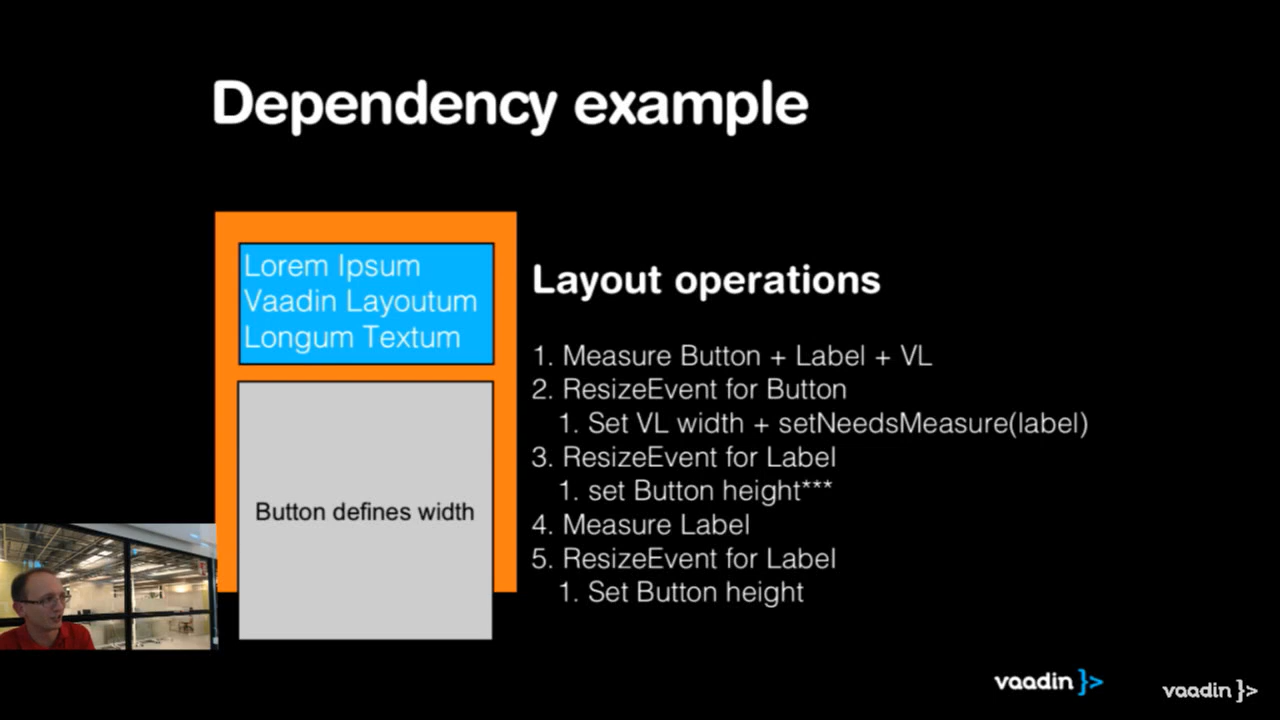 Dependency example
Lorem Ipsum
Vaadin Layoutum
Longum Textum
Button defines width
Layout operations
1. Measure Button + Label + VL
2. ResizeEvent for Button
1. Set VL width + setNeedsMeasure(label)
3. ResizeEvent for Label
1. set Button height***
4. Measure Label
5. ResizeEvent for Label
1. Set Button height
vaadin }>
vaadin }>